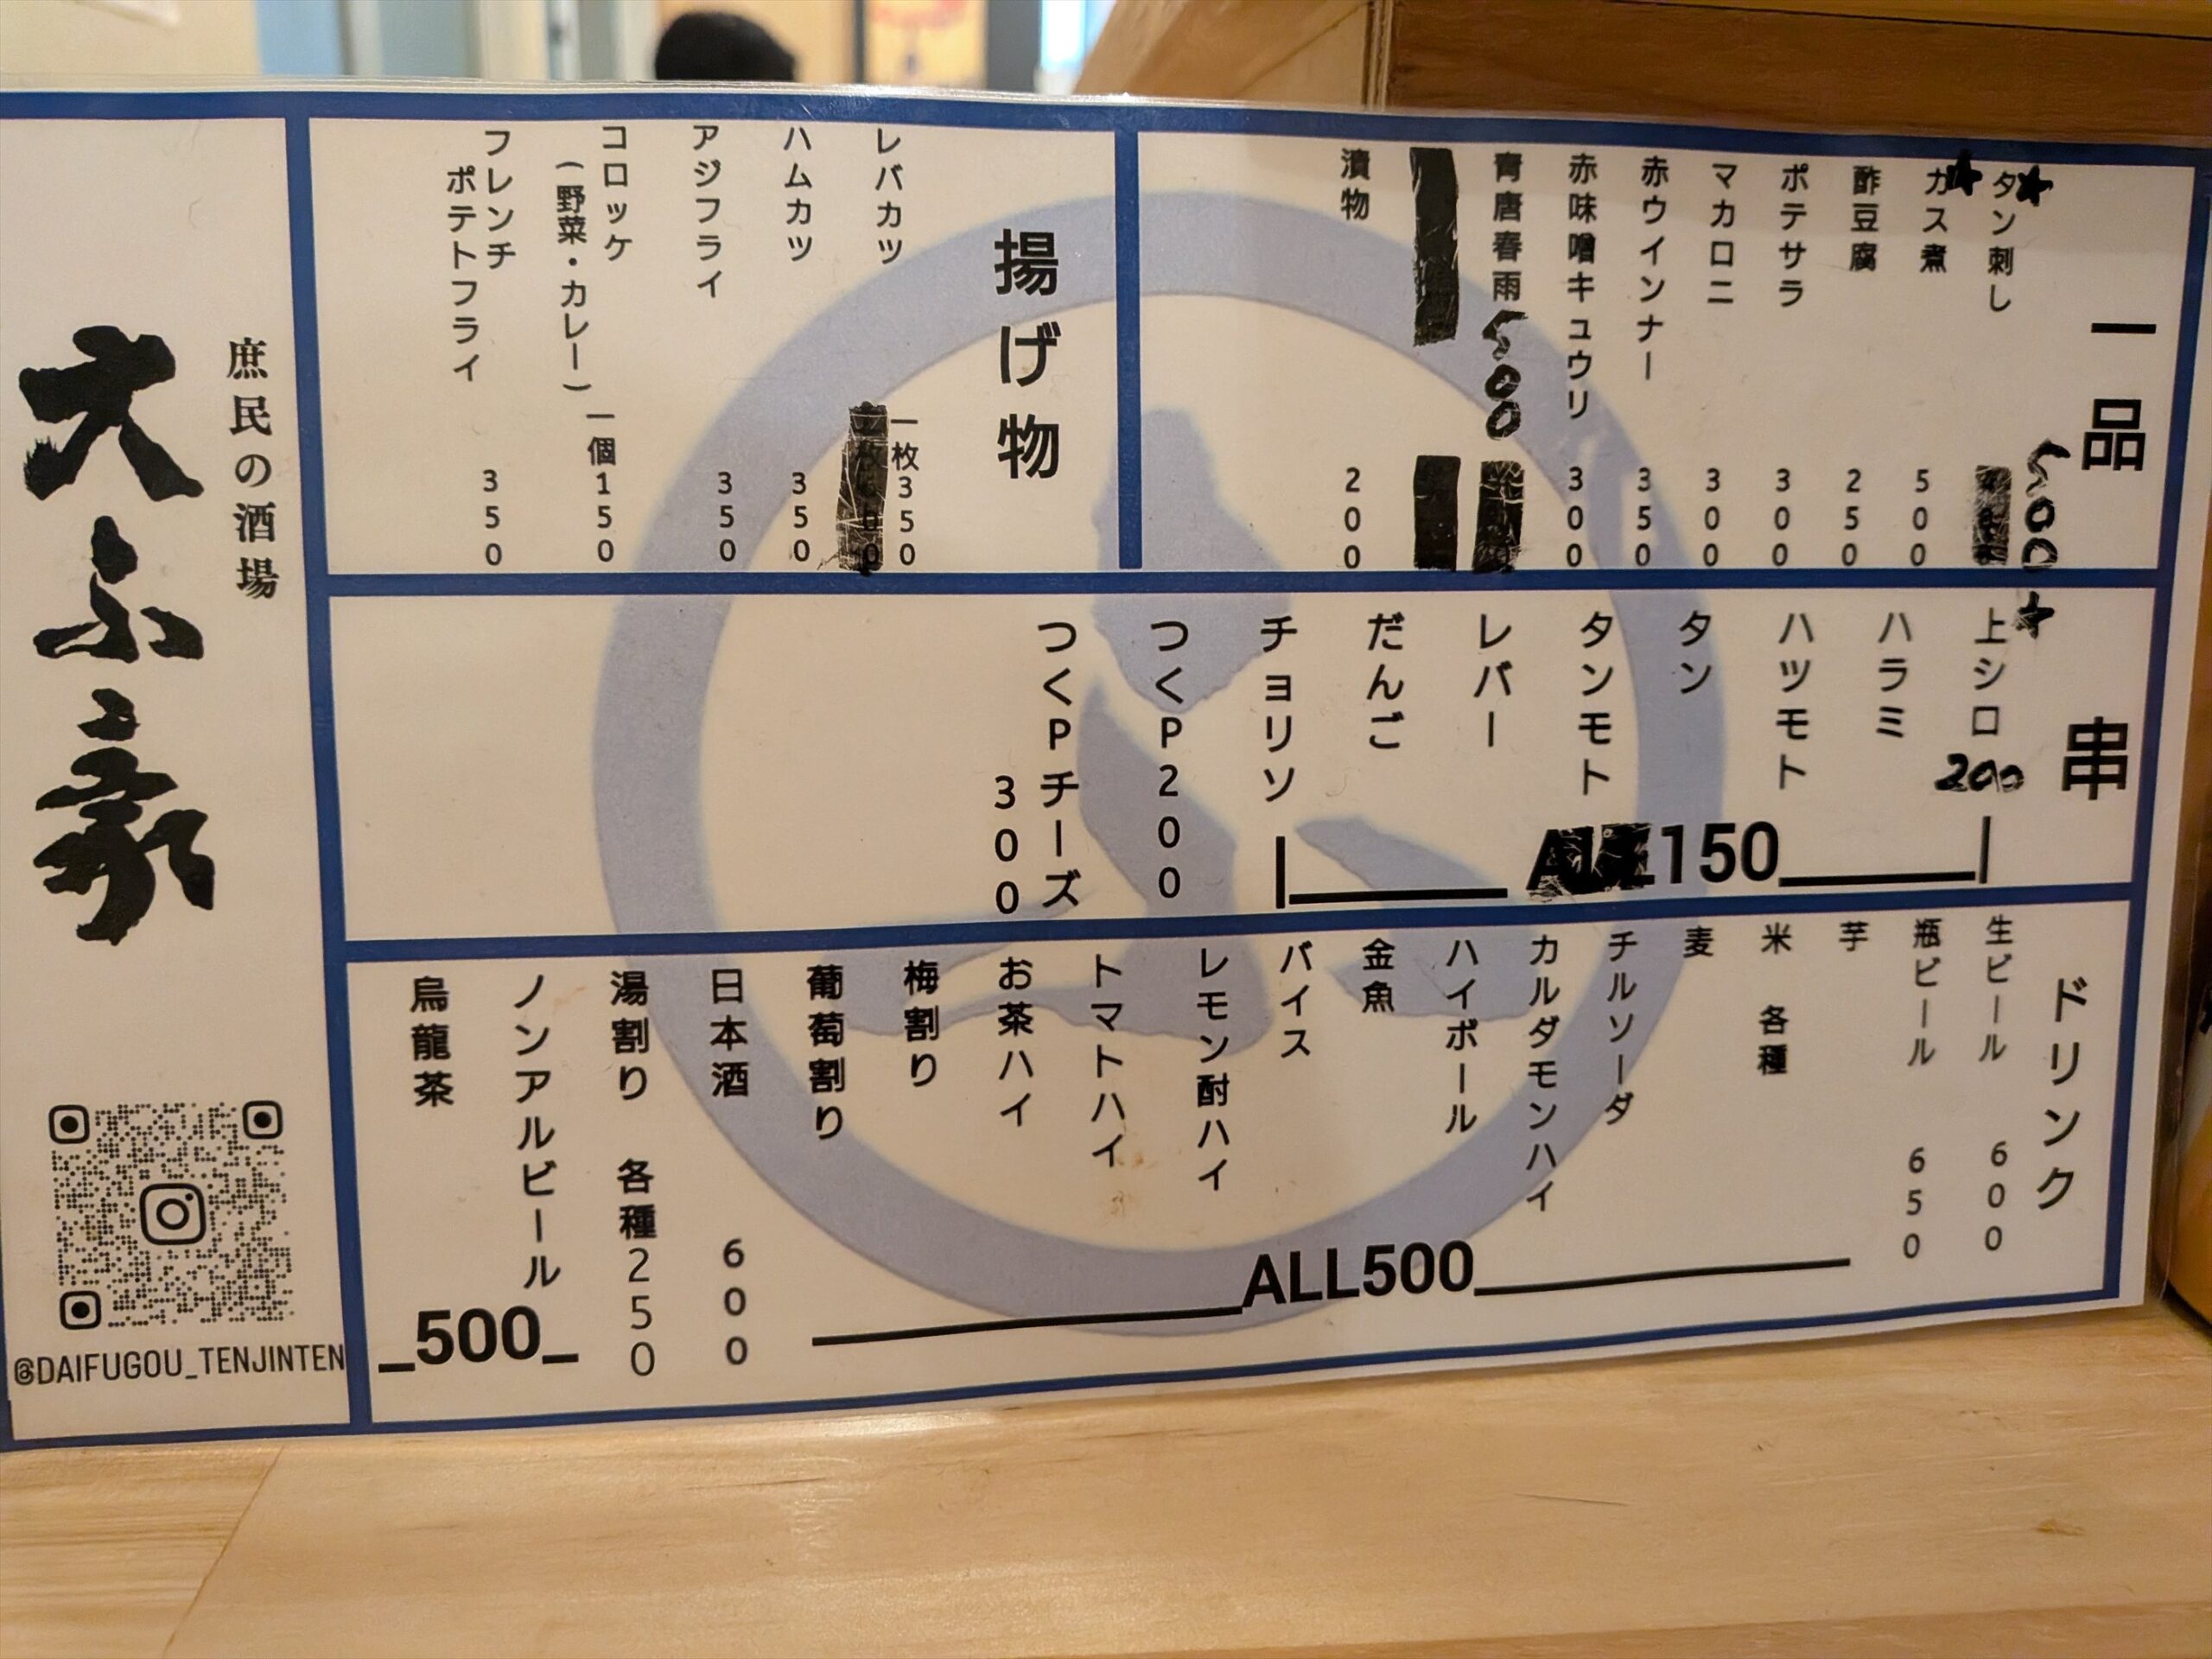 一品
タン刺し 500
カス煮 500
酢豆腐 250
ポテサラ 300
マカロニ 300
赤ウインナー 350
赤味噌キュウリ 300
青唐春雨 500
漬物 200
揚げ物
レバカツ 一枚350
ハムカツ 350
アジフライ 350
コロッケ
(野菜・カレー) 一個150
フレンチ
ポテトフライ 350
串
上シロ 200
ハラミ
ハツモト
タン
タンモト
レバー
だんご
チョリソ
150
つくP 200
つくPチーズ
300
ドリンク
生ビール 600
瓶ビール 650
芋
米 各種
麦
チルソーダ
カルダモンハイ
ハイボール
金魚
バイス
レモン酎ハイ
トマトハイ
お茶ハイ
梅割り
葡萄割り
ALL500
日本酒 600
湯割り 各種250
ノンアルビール
烏龍茶
500
庶民の酒場
大ふ豪
@DAIFUGOU_TENJINTEN